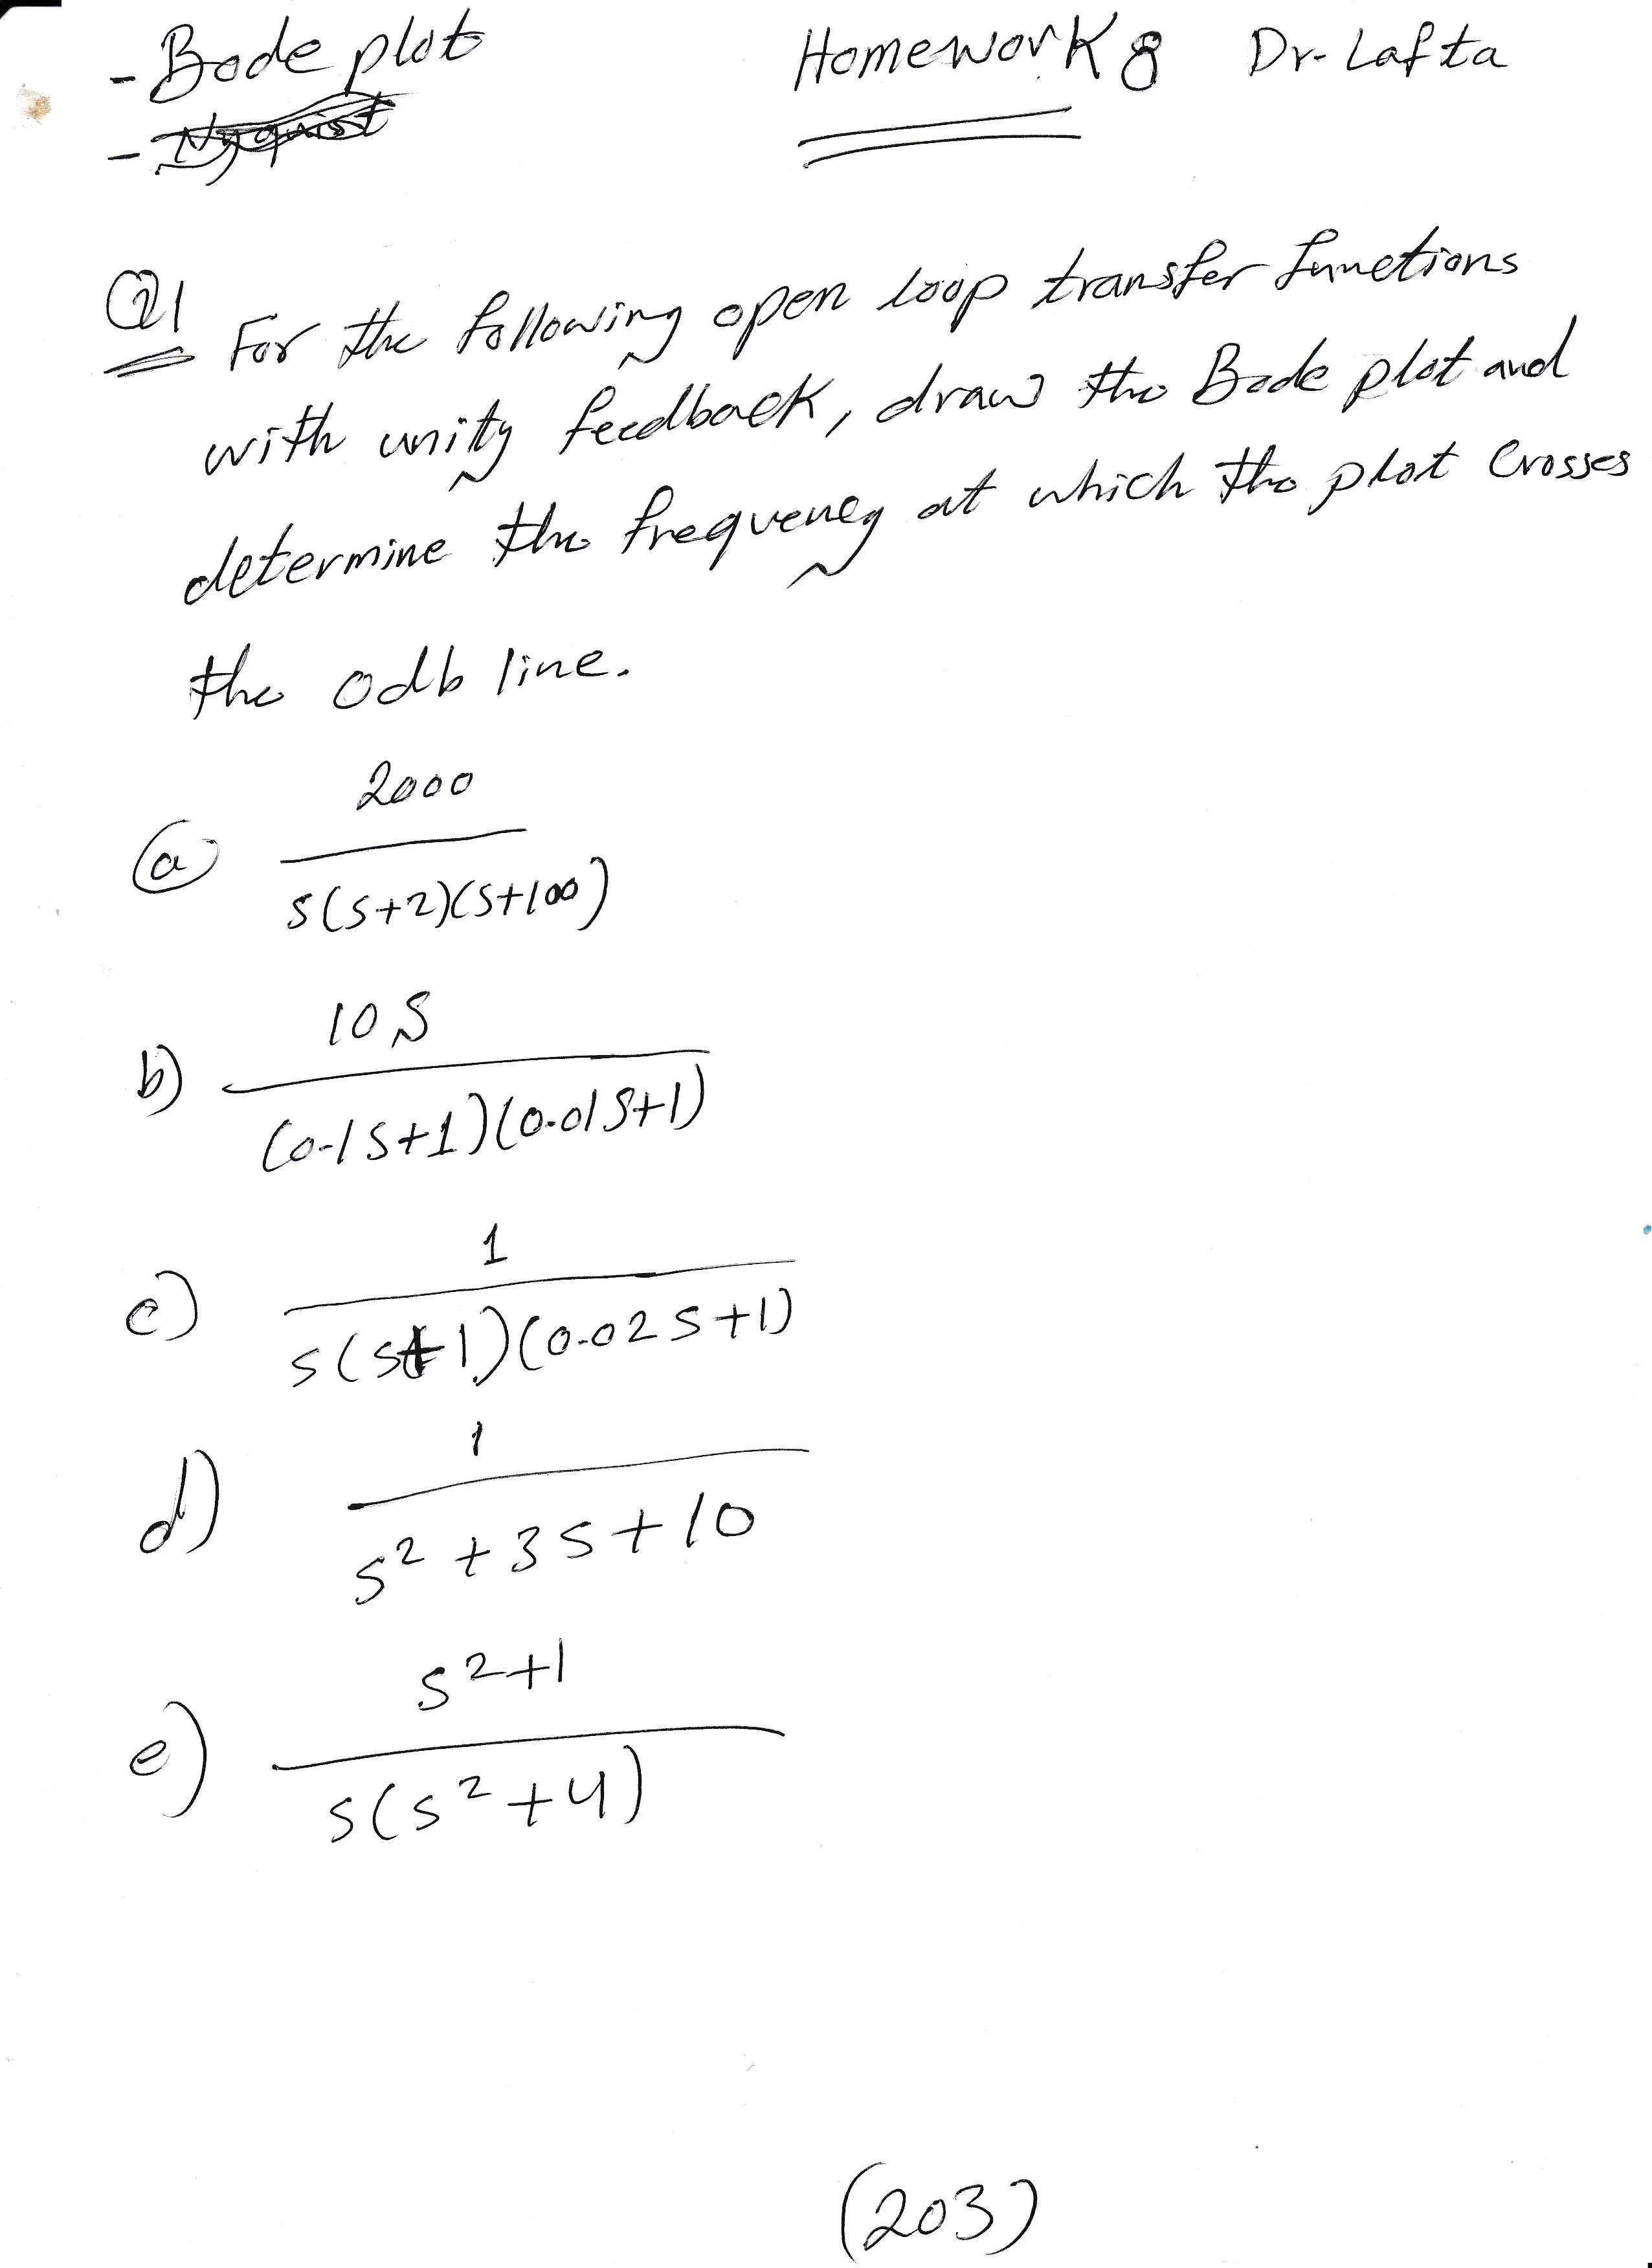 - Bode plot
Homework 8 Dr. Lafta
- Nyquist
Q1 For the following open loop transfer functions
with unity feedback, draw the Bode plot and
determine the frequency at which the plot crosses
the 0db line.
a) 2000 / s(s+2)(s+100)
b) 10s / (0.1s+1)(0.01s+1)
c) 1 / s(s+1)(0.02s+1)
d) 1 / s²+3s+10
e) s²+1 / s(s²+4)
(203)